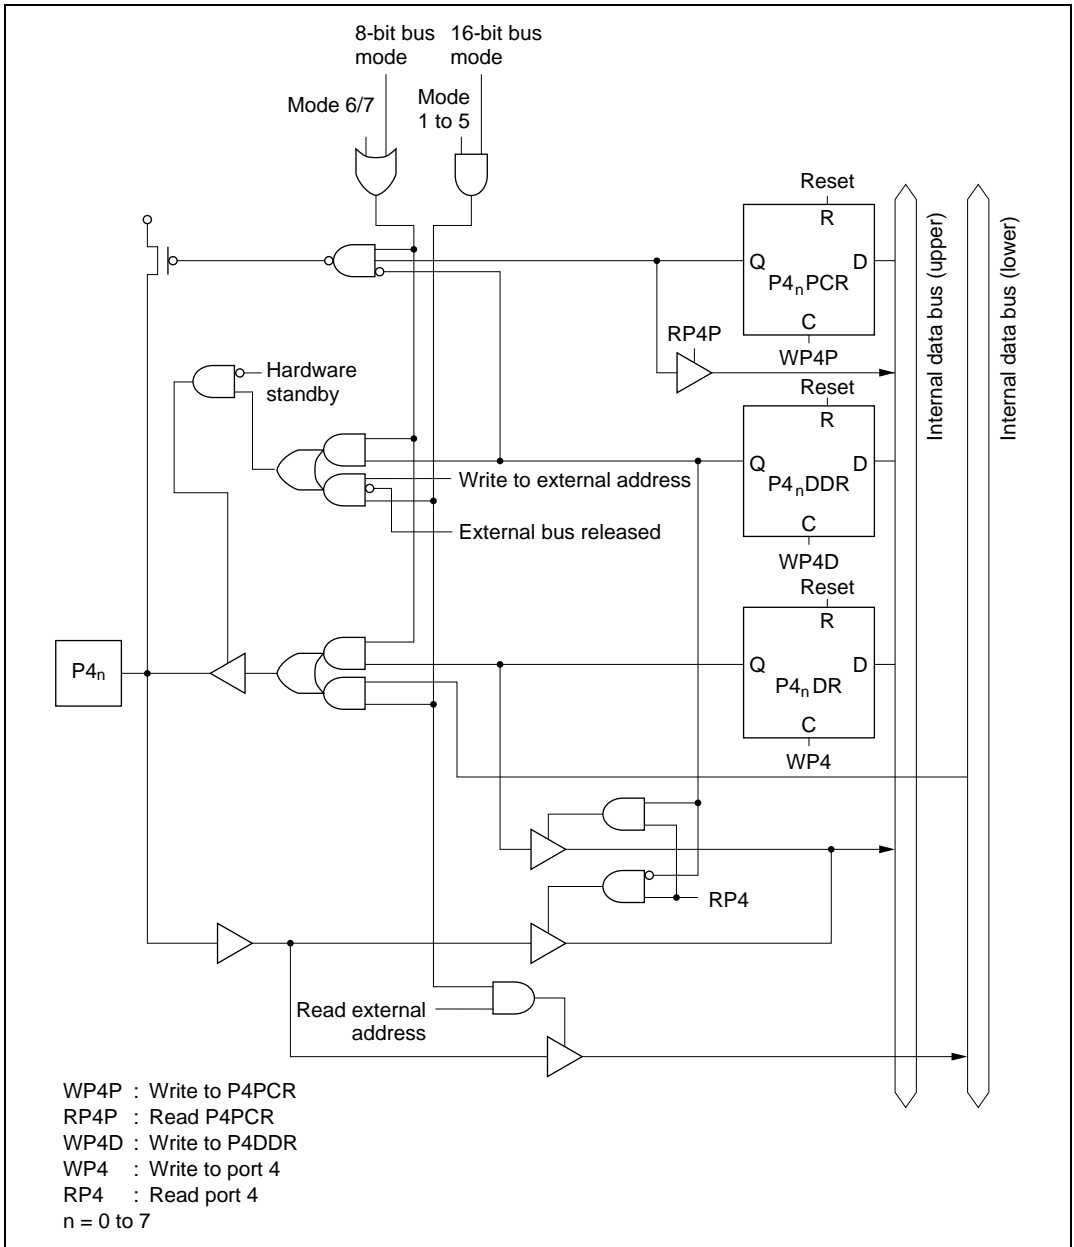 8-bit bus
mode
16-bit bus
mode
Mode 6/7
Mode
1 to 5
Reset
R
Q
D
P4nPCR
C
WP4P
RP4P
Internal data bus (upper)
Internal data bus (lower)
Hardware
standby
Reset
R
Q
D
P4nDDR
C
WP4D
Write to external address
External bus released
Reset
R
Q
D
P4nDR
C
WP4
P4n
RP4
Read external
address
WP4P : Write to P4PCR
RP4P : Read P4PCR
WP4D : Write to P4DDR
WP4 : Write to port 4
RP4 : Read port 4
n = 0 to 7